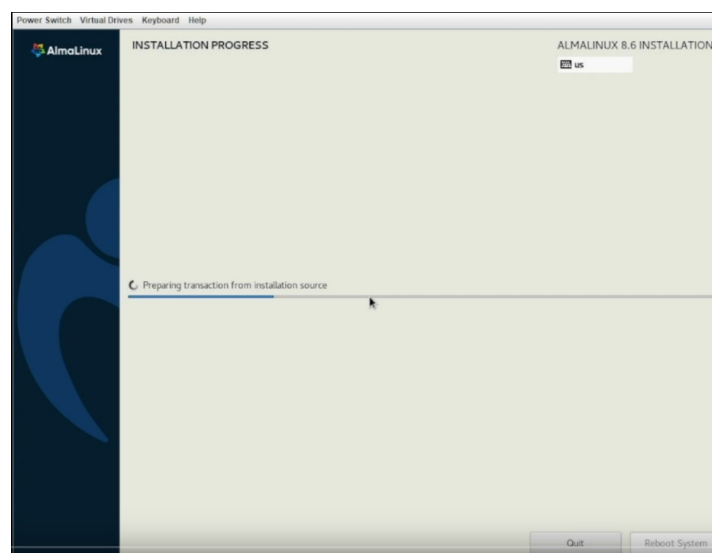 Power Switch Virtual Drives Keyboard Help
AlmaLinux
INSTALLATION PROGRESS
ALMALINUX 8.6 INSTALLATION
us
Preparing transaction from installation source
Quit
Reboot System